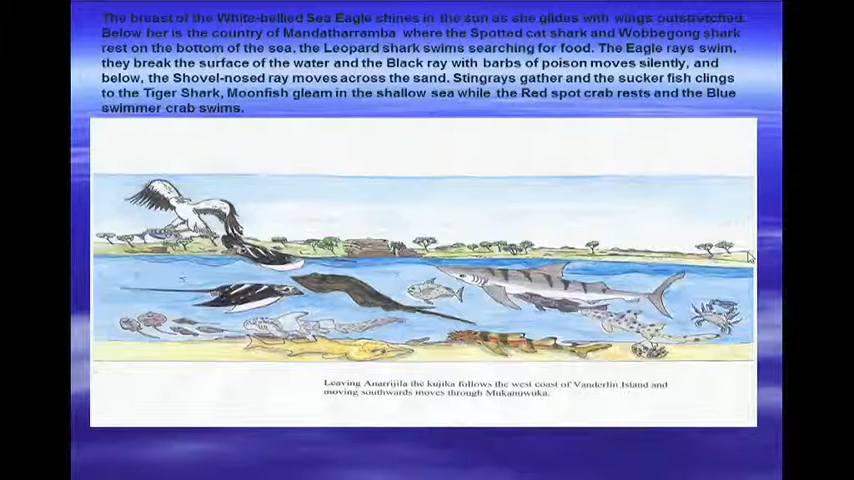 The breast of the White-bellied Sea Eagle shines in the sun as she glides with wings outstretched.
Below her is the country of Mandatharramba where the Spotted cat shark and Wobbegong shark
rest on the bottom of the sea, the Leopard shark swims searching for food. The Eagle rays swim,
they break the surface of the water and the Black ray with barbs of poison moves silently, and
below, the Shovel-nosed ray moves across the sand. Stingrays gather and the sucker fish clings
to the Tiger Shark, Moonfish gleam in the shallow sea while the Red spot crab rests and the Blue
swimmer crab swims.
Leaving Anarrijila the kujika follows the west coast of Vanderlin Island and
moving southwards moves through Mukanuwuka.